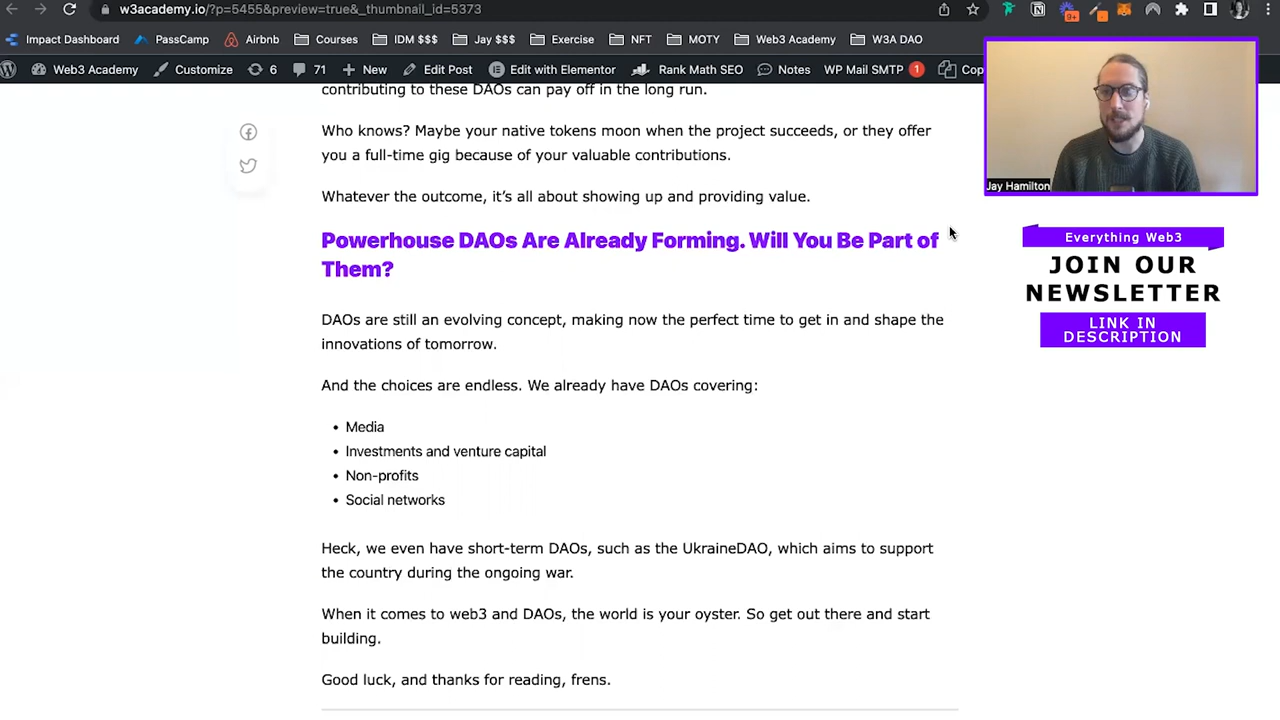 w3academy.io/?p=5455&preview=true&_thumbnail_id=5373
Impact Dashboard PassCamp Airbnb Courses IDM $$$ Jay $$$ Exercise NFT MOTY Web3 Academy W3A DAO
Web3 Academy Customize 6 71 New Edit Post Edit with Elementor Rank Math SEO Notes WP Mail SMTP 1 Cop
9+
contributing to these DAOs can pay off in the long run.
Who knows? Maybe your native tokens moon when the project succeeds, or they offer
you a full-time gig because of your valuable contributions.
Whatever the outcome, it's all about showing up and providing value.
Powerhouse DAOs Are Already Forming. Will You Be Part of
Them?
DAOs are still an evolving concept, making now the perfect time to get in and shape the
innovations of tomorrow.
And the choices are endless. We already have DAOs covering:
• Media
• Investments and venture capital
• Non-profits
• Social networks
Heck, we even have short-term DAOs, such as the UkraineDAO, which aims to support
the country during the ongoing war.
When it comes to web3 and DAOs, the world is your oyster. So get out there and start
building.
Good luck, and thanks for reading, frens.
Jay Hamilton
Everything Web3
JOIN OUR
NEWSLETTER
LINK IN
DESCRIPTION